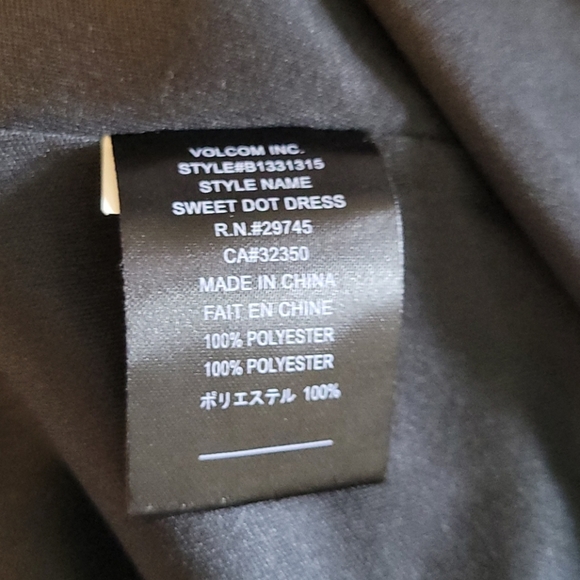 VOLCOM INC.
STYLE#B1331315
STYLE NAME
SWEET DOT DRESS
R.N.#29745
CA#32350
MADE IN CHINA
FAIT EN CHINE
100% POLYESTER
100% POLYESTER
ポリエステル 100%